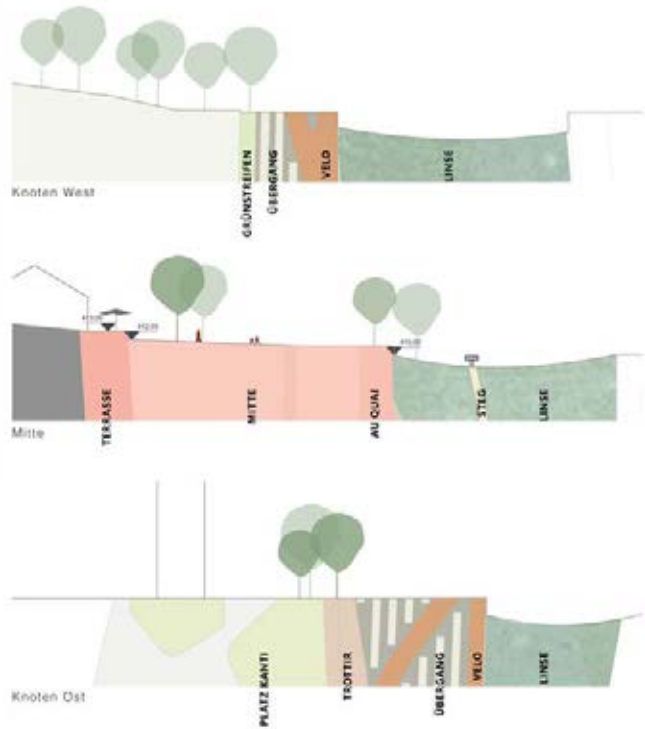 GRÜNSTREIFEN
ÜBERGANG
VELO
LINSE
Knoten West
TERRASSE
MITTE
AU QUAI
STEG
LINSE
Mitte
PLATZ KANTI
TROTTIR
ÜBERGANG
VELO
LINSE
Knoten Ost